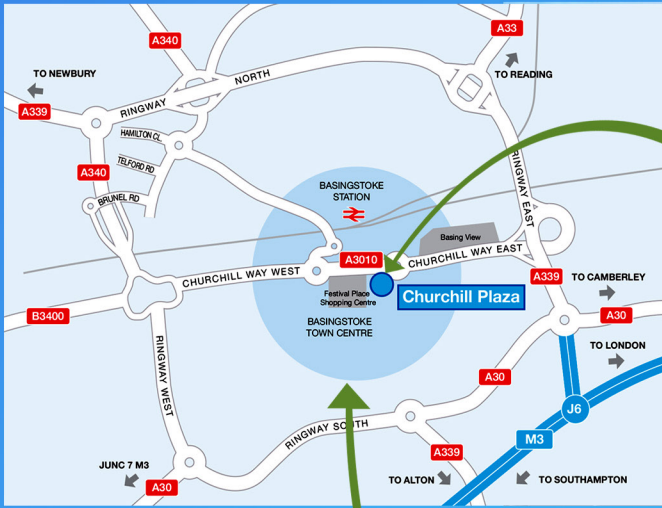 A33
A340
TO NEWBURY
TO READING
NORTH
A339
RINGWAY
HAMILTON CL.
TELFORD RD
A340
RINGWAY EAST
BRUNEL RD
BASINGSTOKE
STATION
Basing View
CHURCHILL WAY EAST
A3010
CHURCHILL WAY WEST
A339
TO CAMBERLEY
Festival Place
Shopping Centre
Churchill Plaza
B3400
A30
BASINGSTOKE
TOWN CENTRE
TO LONDON
RINGWAY WEST
A30
J6
RINGWAY SOUTH
M3
A339
JUNC 7 M3
TO ALTON
TO SOUTHAMPTON
A30